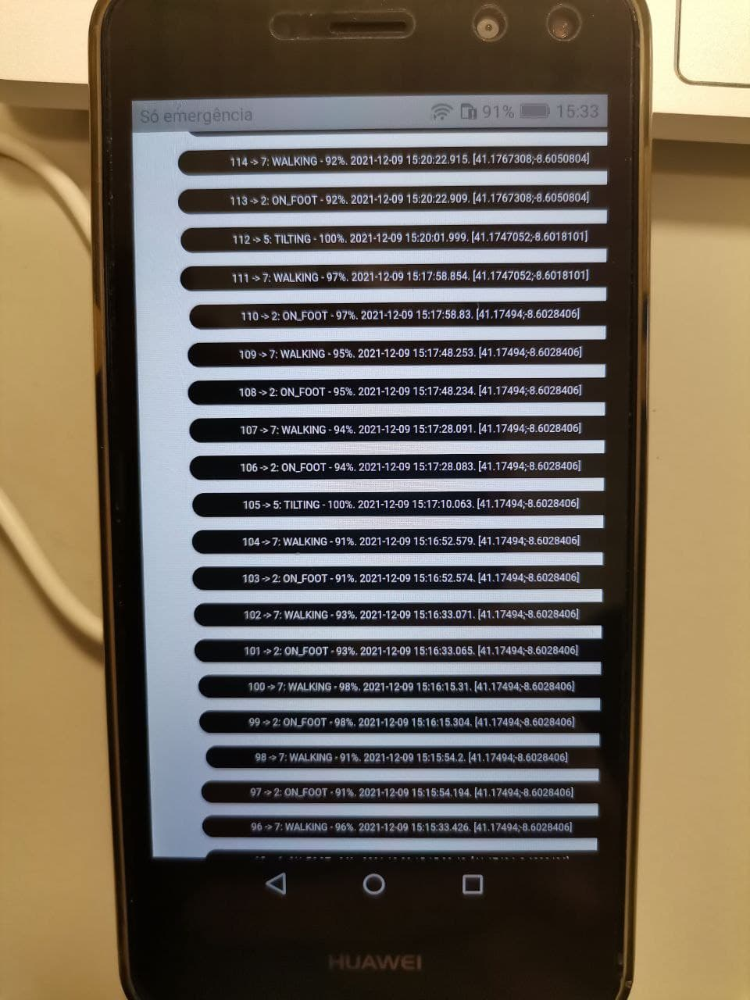 Só emergência 91% 15:33
114 -> 7: WALKING - 92%. 2021-12-09 15:20:22.915. [41.1767308;-8.6050804]
113 -> 2: ON_FOOT - 92%. 2021-12-09 15:20:22.909. [41.1767308;-8.6050804]
112 -> 5: TILTING - 100%. 2021-12-09 15:20:01.999. [41.1747052;-8.6018101]
111 -> 7: WALKING - 97%. 2021-12-09 15:17:58.854. [41.1747052;-8.6018101]
110 -> 2: ON_FOOT - 97%. 2021-12-09 15:17:58.83. [41.17494;-8.6028406]
109 -> 7: WALKING - 95%. 2021-12-09 15:17:48.253. [41.17494;-8.6028406]
108 -> 2: ON_FOOT - 95%. 2021-12-09 15:17:48.234. [41.17494;-8.6028406]
107 -> 7: WALKING - 94%. 2021-12-09 15:17:28.091. [41.17494;-8.6028406]
106 -> 2: ON_FOOT - 94%. 2021-12-09 15:17:28.083. [41.17494;-8.6028406]
105 -> 5: TILTING - 100%. 2021-12-09 15:17:10.063. [41.17494;-8.6028406]
104 -> 7: WALKING - 91%. 2021-12-09 15:16:52.579. [41.17494;-8.6028406]
103 -> 2: ON_FOOT - 91%. 2021-12-09 15:16:52.574. [41.17494;-8.6028406]
102 -> 7: WALKING - 93%. 2021-12-09 15:16:33.071. [41.17494;-8.6028406]
101 -> 2: ON_FOOT - 93%. 2021-12-09 15:16:33.065. [41.17494;-8.6028406]
100 -> 7: WALKING - 98%. 2021-12-09 15:16:15.31. [41.17494;-8.6028406]
99 -> 2: ON_FOOT - 98%. 2021-12-09 15:16:15.304. [41.17494;-8.6028406]
98 -> 7: WALKING - 91%. 2021-12-09 15:15:54.2. [41.17494;-8.6028406]
97 -> 2: ON_FOOT - 91%. 2021-12-09 15:15:54.194. [41.17494;-8.6028406]
96 -> 7: WALKING - 96%. 2021-12-09 15:15:33.426. [41.17494;-8.6028406]
HUAWEI